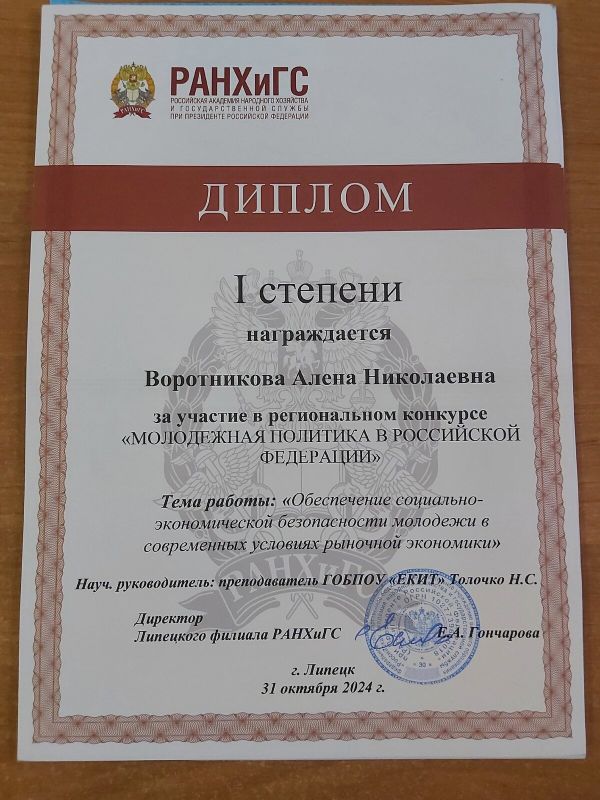 РАНХиГС
РОССИЙСКАЯ АКАДЕМИЯ НАРОДНОГО ХОЗЯЙСТВА
И ГОСУДАРСТВЕННОЙ СЛУЖБЫ
ПРИ ПРЕЗИДЕНТЕ РОССИЙСКОЙ ФЕДЕРАЦИИ
РАНХиГС
ДИПЛОМ
I степени
награждается
Воротникова Алена Николаевна
за участие в региональном конкурсе
«МОЛОДЕЖНАЯ ПОЛИТИКА В РОССИЙСКОЙ
ФЕДЕРАЦИИ»
Тема работы: «Обеспечение социально-
экономической безопасности молодежи в
современных условиях рыночной экономики»
РАНХиГС
Науч. руководитель: преподаватель ГОБПОУ «ЕКИТ» Толочко Н.С.
Директор
Липецкого филиала РАНХиГС
Е.А. Гончарова
г. Липецк
31 октября 2024 г.